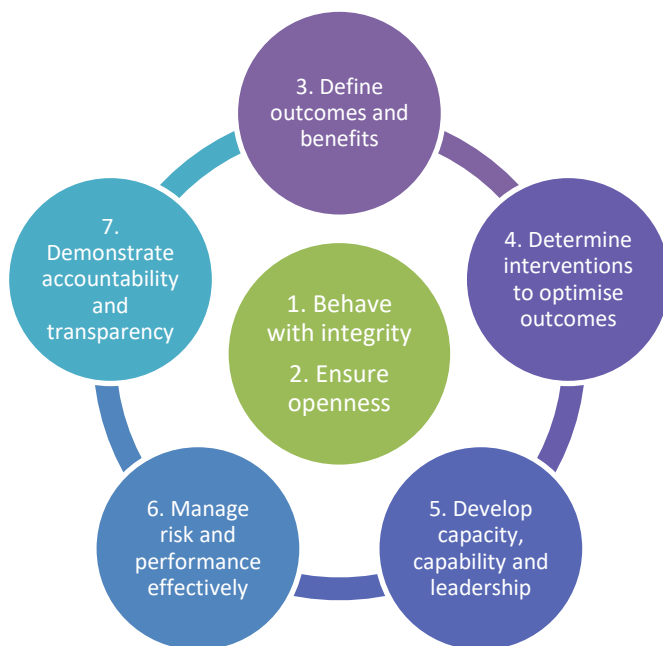 3. Define
outcomes and
benefits
7.
Demonstrate
accountability
and
transparency
4. Determine
interventions
to optimise
outcomes
1. Behave
with integrity
2. Ensure
openness
6. Manage
risk and
performance
effectively
5. Develop
capacity,
capability and
leadership